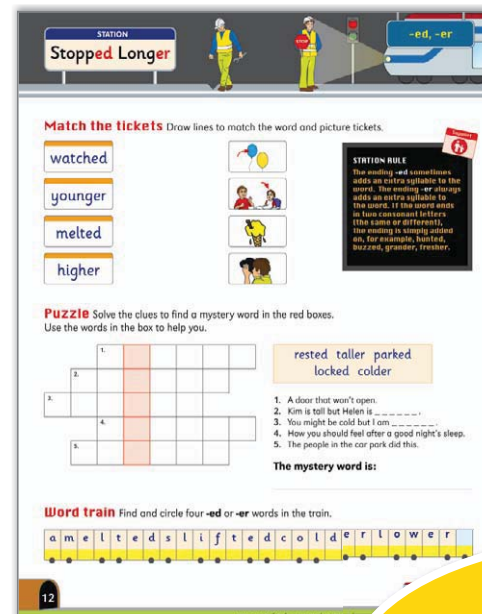 STATION
Stopped Longer
STOP
-ed, -er
Match the tickets Draw lines to match the word and picture tickets.
watched
younger
melted
higher
STATION RULE
The ending -ed sometimes
adds an extra syllable to the
word. The ending -er always
adds an extra syllable to
the word. If the word ends
in two consonant letters
(the same or different),
the ending is simply added
on, for example, hunted,
buzzed, grander, fresher.
Puzzle Solve the clues to find a mystery word in the red boxes.
Use the words in the box to help you.
1.
2.
3.
4.
5.
rested taller parked
locked colder
1. A door that won't open.
2. Kim is tall but Helen is ______.
3. You might be cold but I am ______.
4. How you should feel after a good night's sleep.
5. The people in the car park did this.
The mystery word is:
Word train Find and circle four -ed or -er words in the train.
a m e l t e d s l i f t e d c o l d e r l o w e r
12